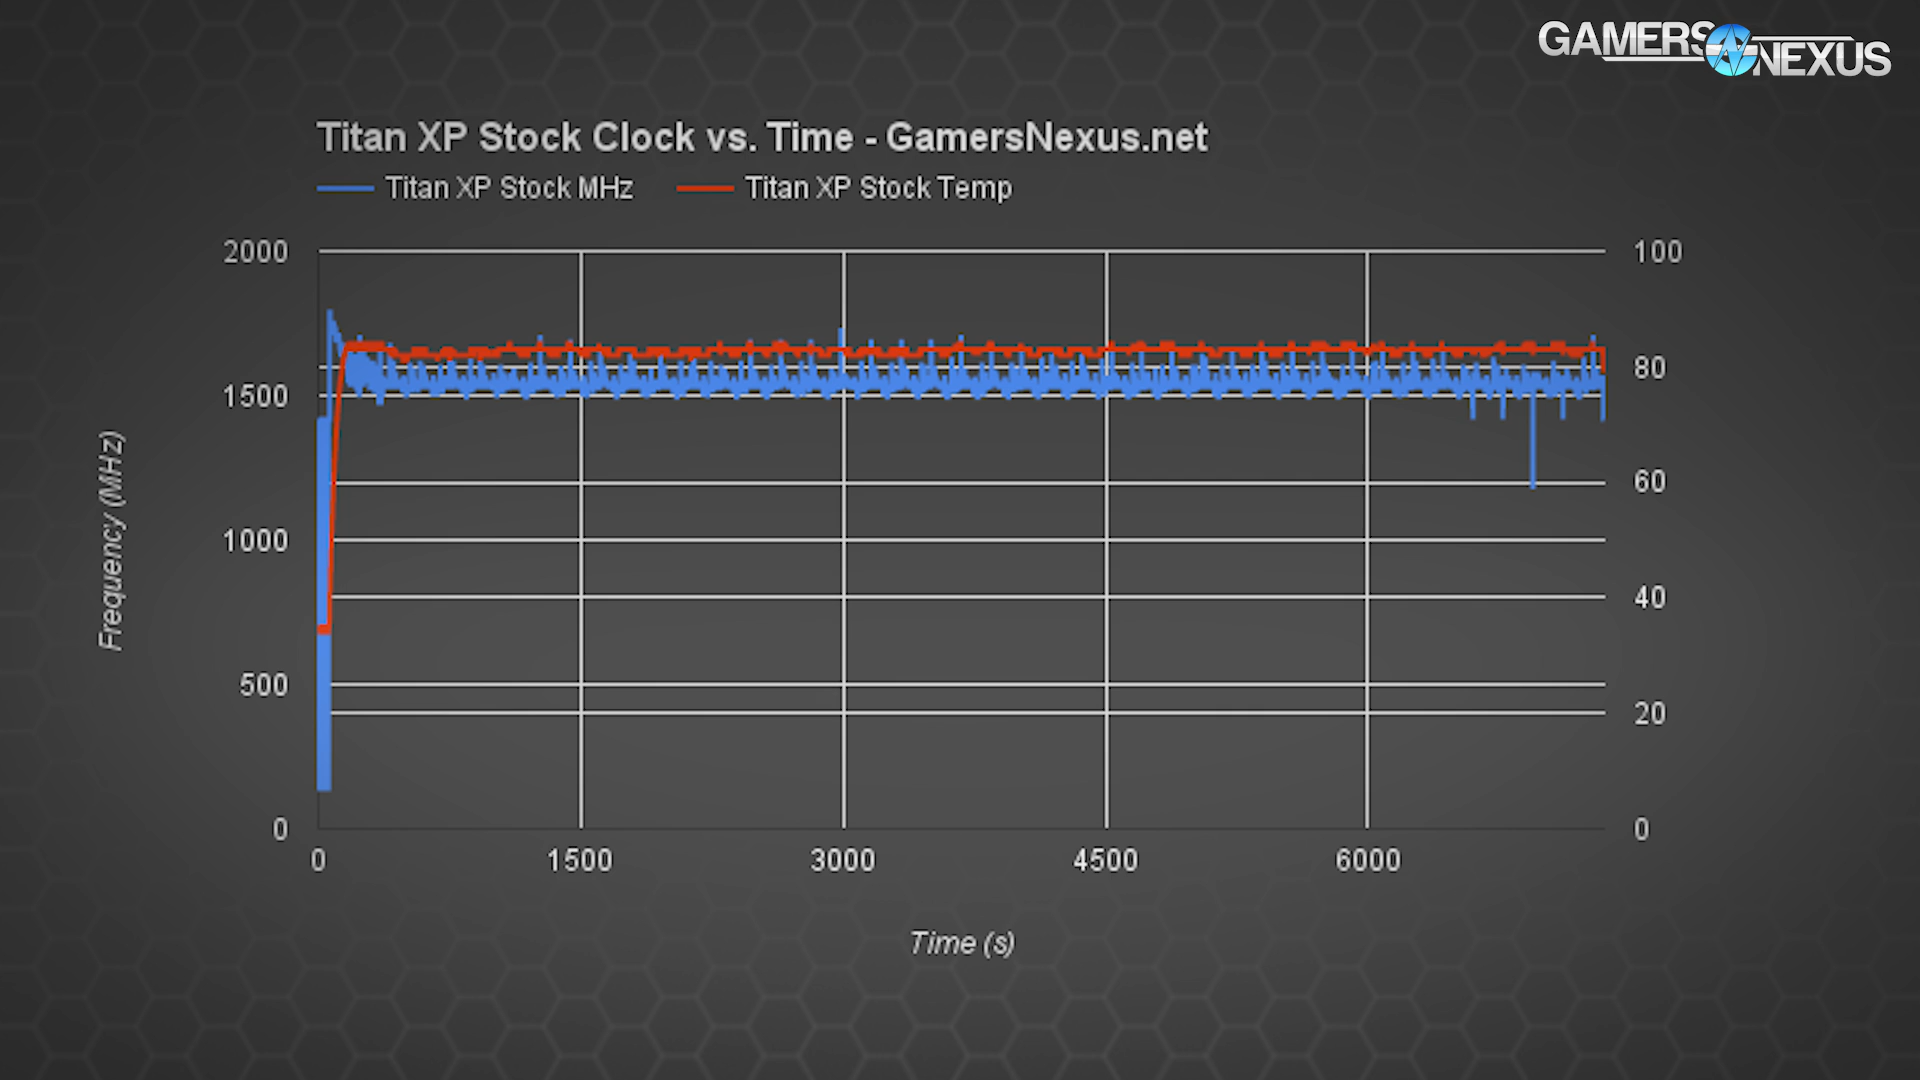 GAMERS NEXUS
Titan XP Stock Clock vs. Time - GamersNexus.net
Titan XP Stock MHz Titan XP Stock Temp
2000 100
80
1500
60
1000
40
500
20
0 0
0 1500 3000 4500 6000
Frequency (MHz)
Time (s)